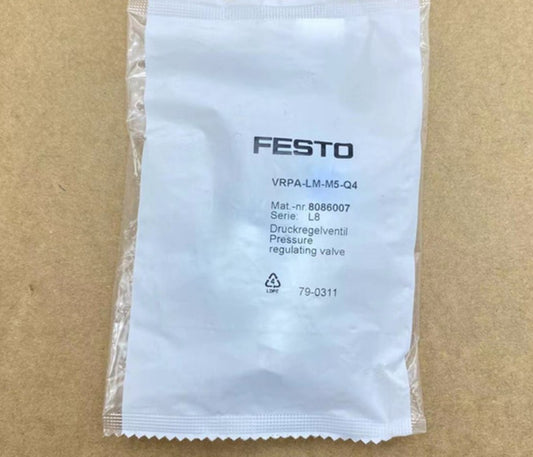 FESTO
VRPA-LM-M5-Q4
Mat.-nr.8086007
Serie: L8
Druckregelventil
Pressure
regulating valve
4
LDPE
79-0311